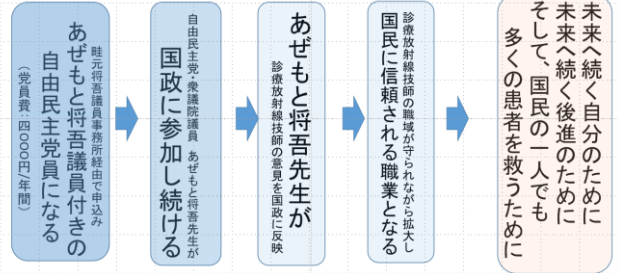 畦元将吾議員事務所経由で申込み
あぜもと将吾議員付きの
自由民主党員になる
（党員費：四〇〇〇円/年間）
自由民主党・衆議院議員 あぜもと将吾先生が
国政に参加し続ける
あぜもと将吾先生が
診療放射線技師の意見を国政に反映
診療放射線技師の職域が守られながら拡大し
国民に信頼される職業となる
未来へ続く自分のために
未来へ続く後進のために
そして、国民の一人でも
多くの患者を救うために